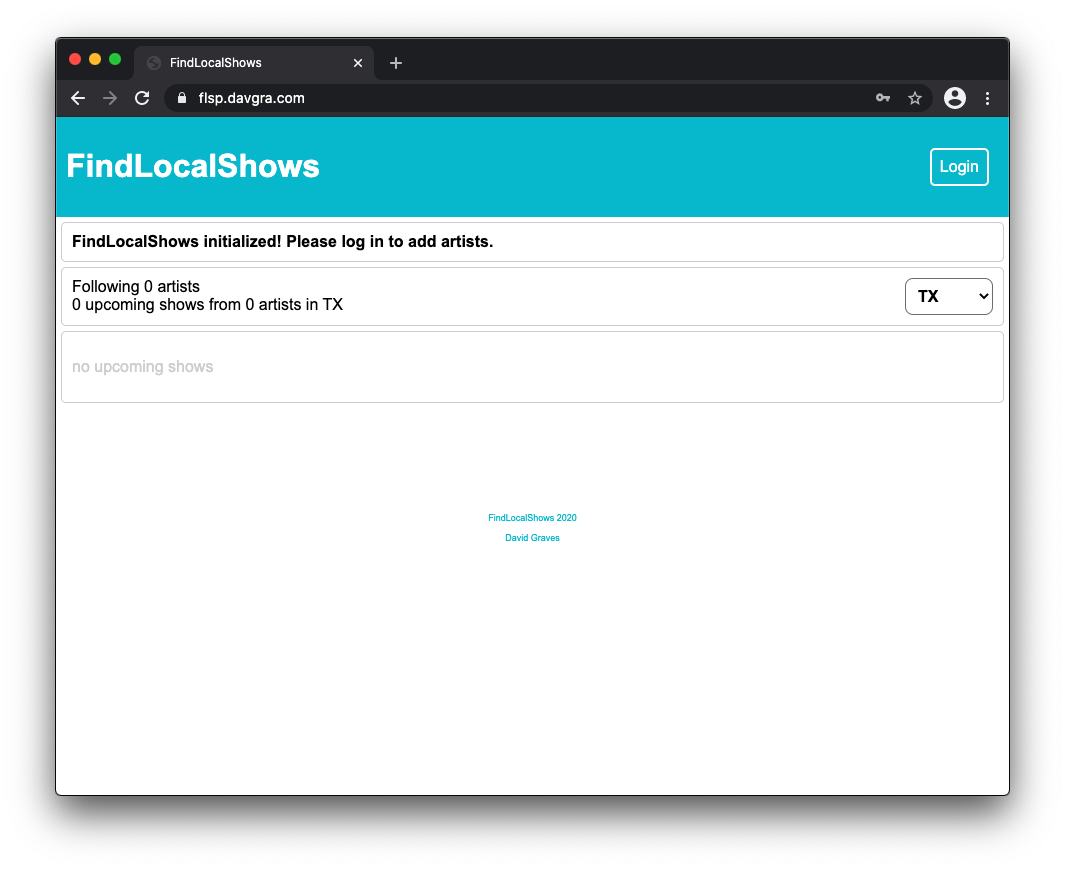 FindLocalShows
flsp.davgra.com
FindLocalShows
Login
FindLocalShows initialized! Please log in to add artists.
Following 0 artists
0 upcoming shows from 0 artists in TX
TX
no upcoming shows
FindLocalShows 2020
David Graves